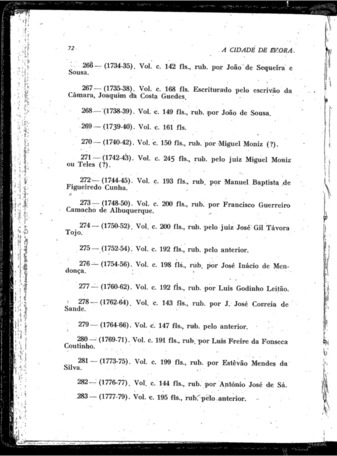 72
A CIDADE DE EVORA
266 — (1734-35). Vol. c. 142 fls., rub. por João de Sequeira e
Sousa.
267 — (1735-38). Vol. c. 168 fls. Escriturado pelo escrivão da
Câmara, Joaquim da Costa Guedes.
268 — (1738-39). Vol. c. 149 fls., rub. por João de Sousa.
269 — (1739-40). Vol. c. 161 fls.
270 — (1740-42). Vol. c. 150 fls., rub. por Miguel Moniz (?).
271 — (1742-43). Vol. c. 245 fls., rub. pelo juiz Miguel Moniz
ou Teles (?).
272 — (1744-45). Vol. c. 193 fls., rub. por Manuel Baptista de
Figueiredo Cunha.
273 — (1748-50). Vol. c. 200 fls., rub. por Francisco Guerreiro
Camacho de Albuquerque.
274 — (1750-52). Vol. c. 200 fls., rub. pelo juiz José Gil Távora
Tojo.
275 — (1752-54). Vol. c. 192 fls., rub. pelo anterior.
276 — (1754-56). Vol. c. 198 fls., rub. por José Inácio de Men-
donça.
277 — (1760-62). Vol. c. 192 fls., rub. por Luís Godinho Leitão.
278 — (1762-64). Vol. c. 143 fls., rub. por J. José Correia de
Sande.
279 — (1764-66). Vol. c. 147 fls., rub. pelo anterior.
280 — (1769-71). Vol. c. 191 fls., rub. por Luís Freire da Fonseca
Coutinho.
281 — (1773-75). Vol. c. 199 fls., rub. por Estêvão Mendes da
Silva.
282 — (1776-77). Vol. c. 144 fls., rub. por António José de Sá.
283 — (1777-79). Vol. c. 195 fls., rub. pelo anterior.